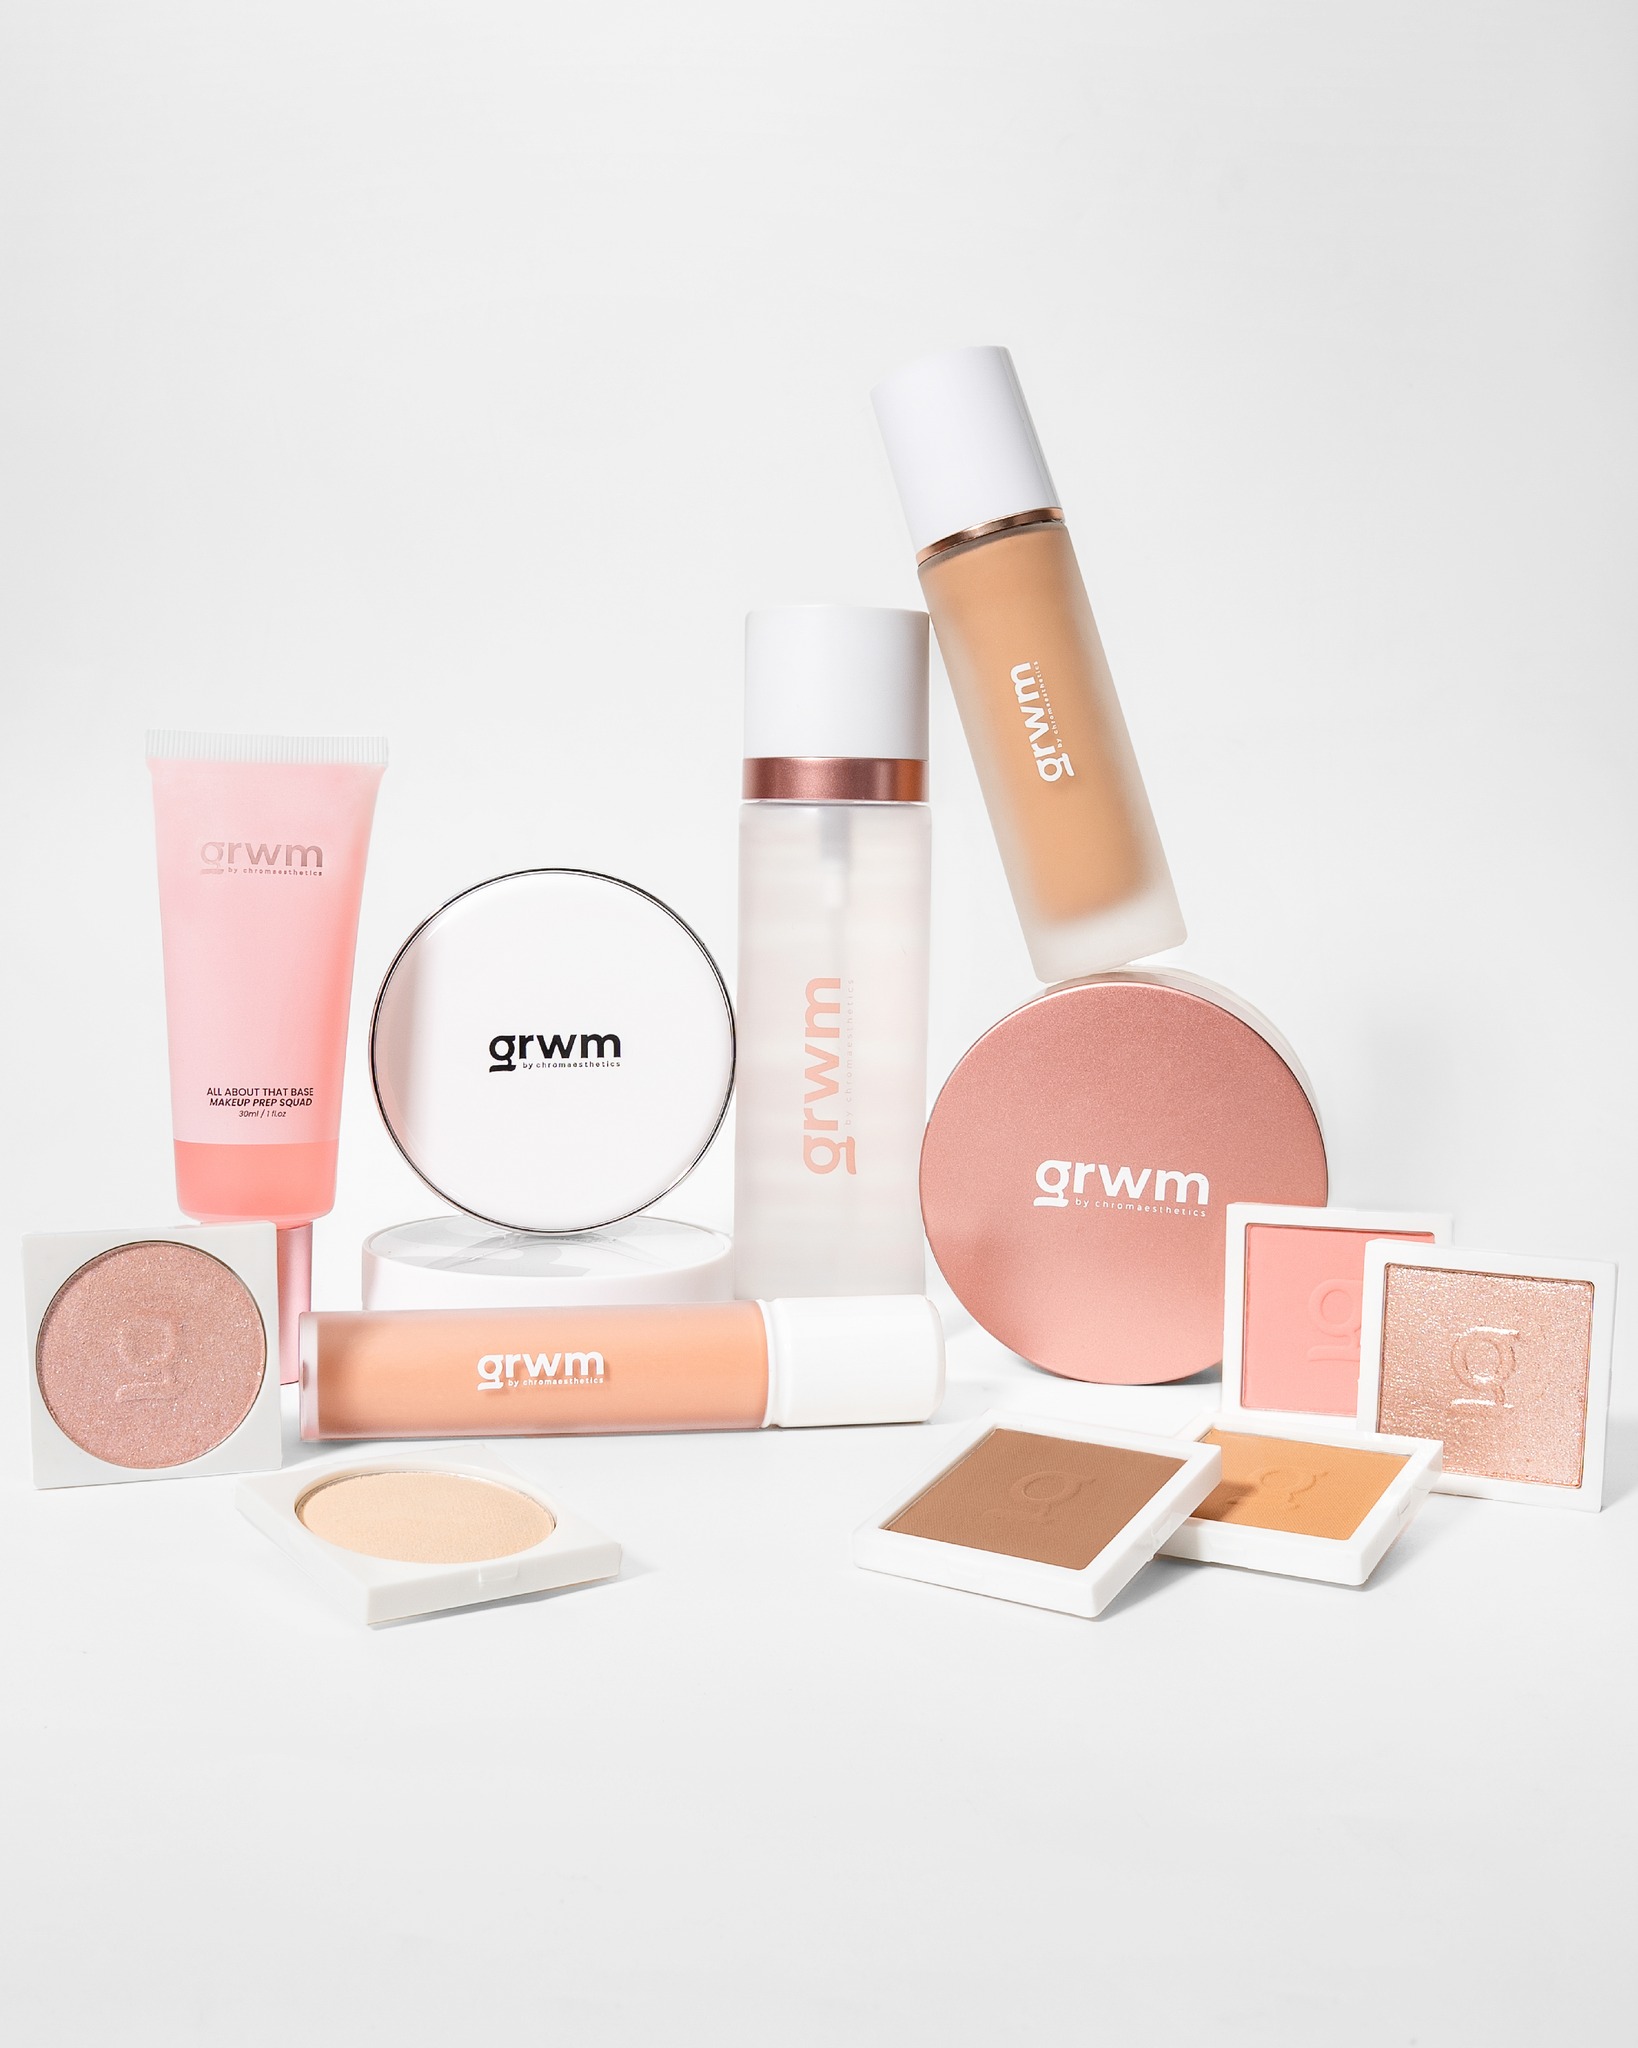 grwm
by chromaesthetics
grwm
by chromaesthetics
ALL ABOUT THAT BASE
MAKEUP PREP SQUAD
30ml / 1 fl.oz
grwm
by chromaesthetics
grwm
by chromaesthetics
grwm
by chromaesthetics
grwm
by chromaesthetics
g
g
g
g
g